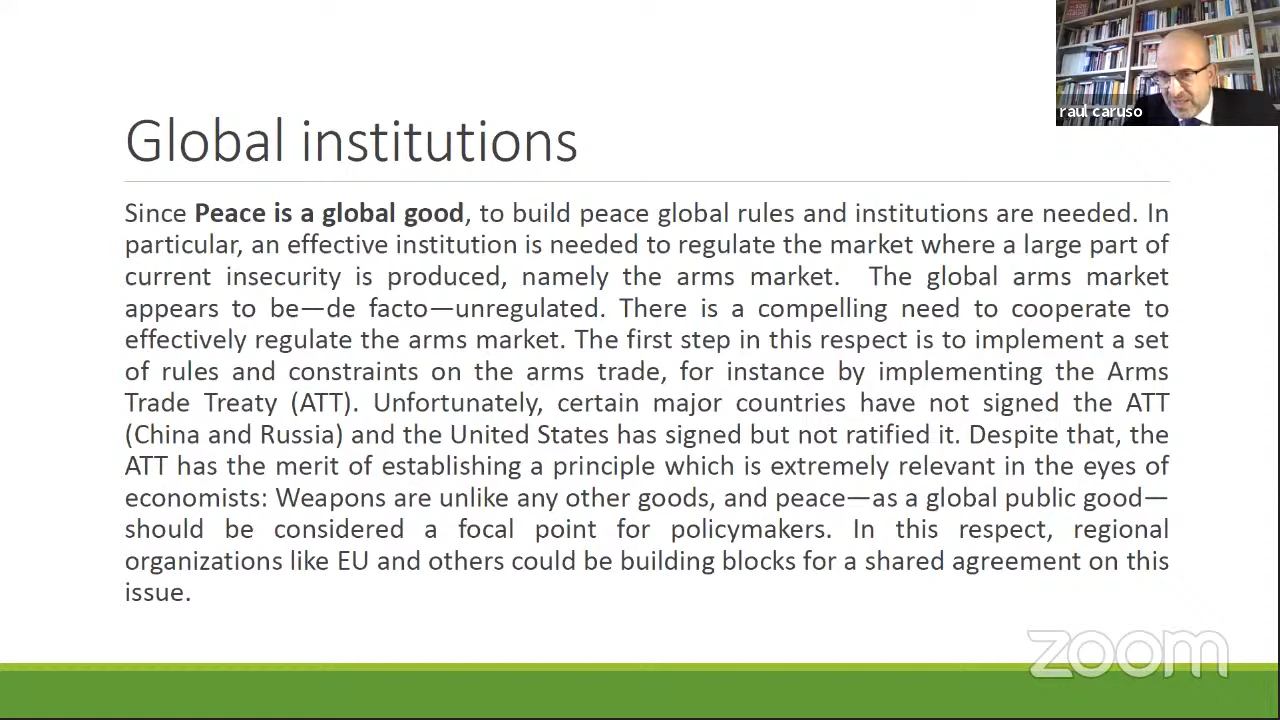 raul caruso
Global institutions
Since Peace is a global good, to build peace global rules and institutions are needed. In
particular, an effective institution is needed to regulate the market where a large part of
current insecurity is produced, namely the arms market. The global arms market
appears to be—de facto—unregulated. There is a compelling need to cooperate to
effectively regulate the arms market. The first step in this respect is to implement a set
of rules and constraints on the arms trade, for instance by implementing the Arms
Trade Treaty (ATT). Unfortunately, certain major countries have not signed the ATT
(China and Russia) and the United States has signed but not ratified it. Despite that, the
ATT has the merit of establishing a principle which is extremely relevant in the eyes of
economists: Weapons are unlike any other goods, and peace—as a global public good—
should be considered a focal point for policymakers. In this respect, regional
organizations like EU and others could be building blocks for a shared agreement on this
issue.
zoom